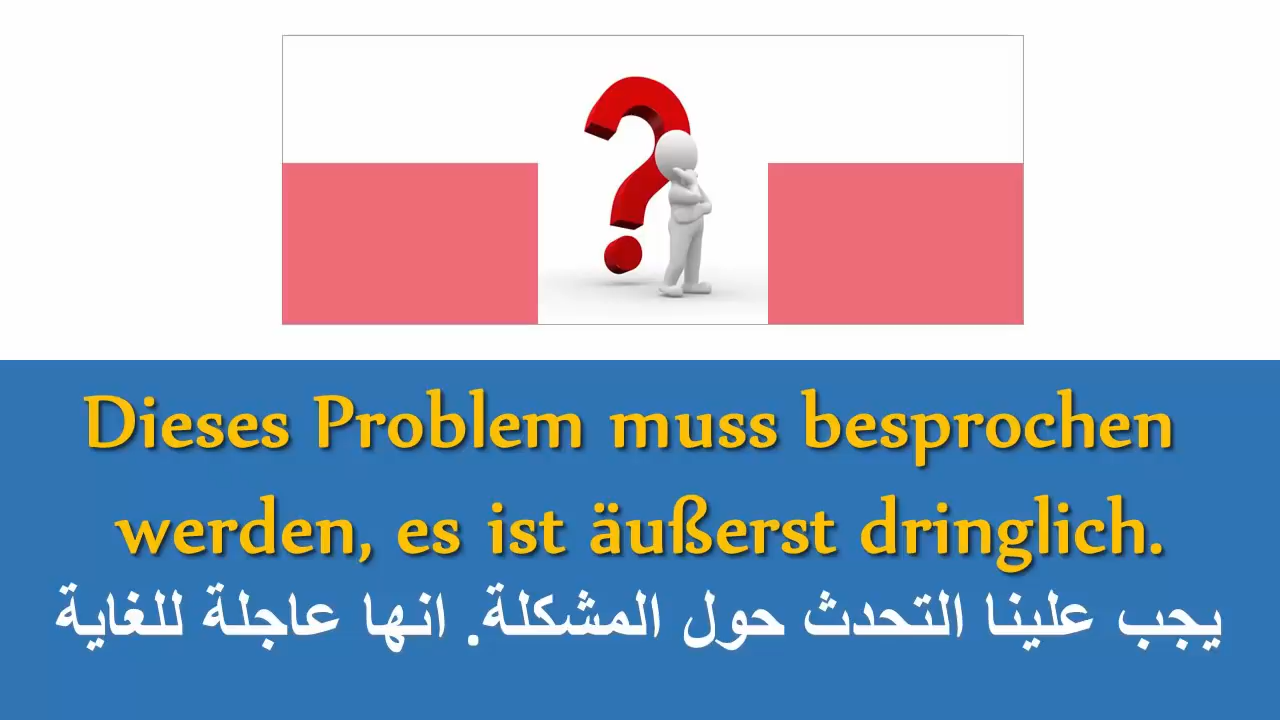 Dieses Problem muss besprochen
werden, es ist äußerst dringlich.
يجب علينا التحدث حول المشكلة. انها عاجلة للغاية